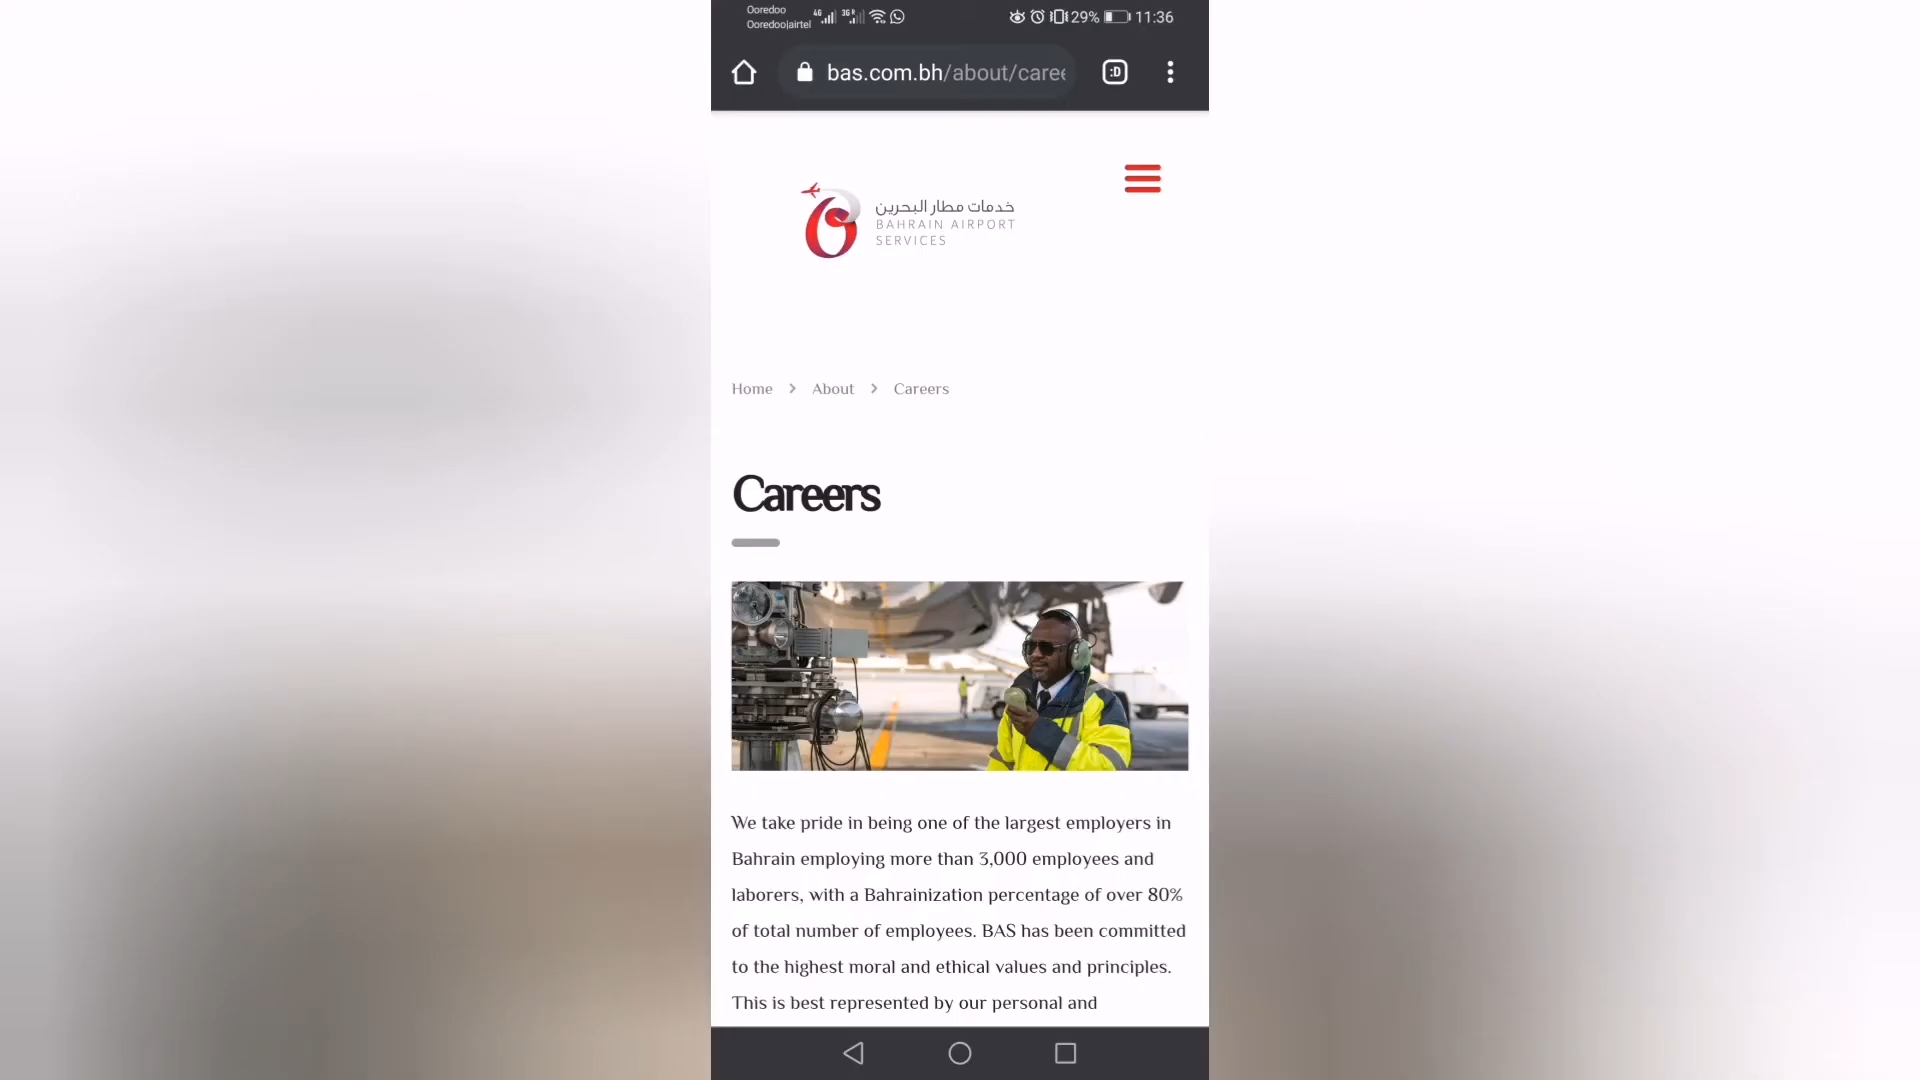 Ooredoo
Ooredoo|airtel 4G 3G R 29% 11:36
bas.com.bh/about/caree
:D
خدمات مطار البحرين
BAHRAIN AIRPORT
SERVICES
Home > About > Careers
Careers
We take pride in being one of the largest employers in
Bahrain employing more than 3,000 employees and
laborers, with a Bahrainization percentage of over 80%
of total number of employees. BAS has been committed
to the highest moral and ethical values and principles.
This is best represented by our personal and